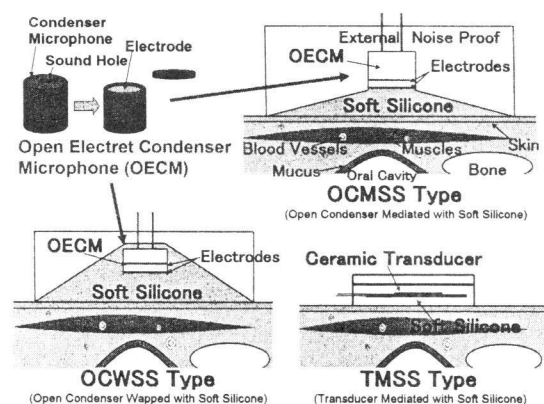 Condenser
Microphone
Sound Hole
Electrode
Open Electret Condenser
Microphone (OECM)
External Noise Proof
OECM
Electrodes
Soft Silicone
Blood Vessels
Muscles
Skin
Mucus
Oral Cavity
Bone
OCMSS Type
(Open Condenser Mediated with Soft Silicone)
OECM
Electrodes
Soft Silicone
OCWSS Type
(Open Condenser Wapped with Soft Silicone)
Ceramic Transducer
Soft Silicone
TMSS Type
(Transducer Mediated with Soft Silicone)